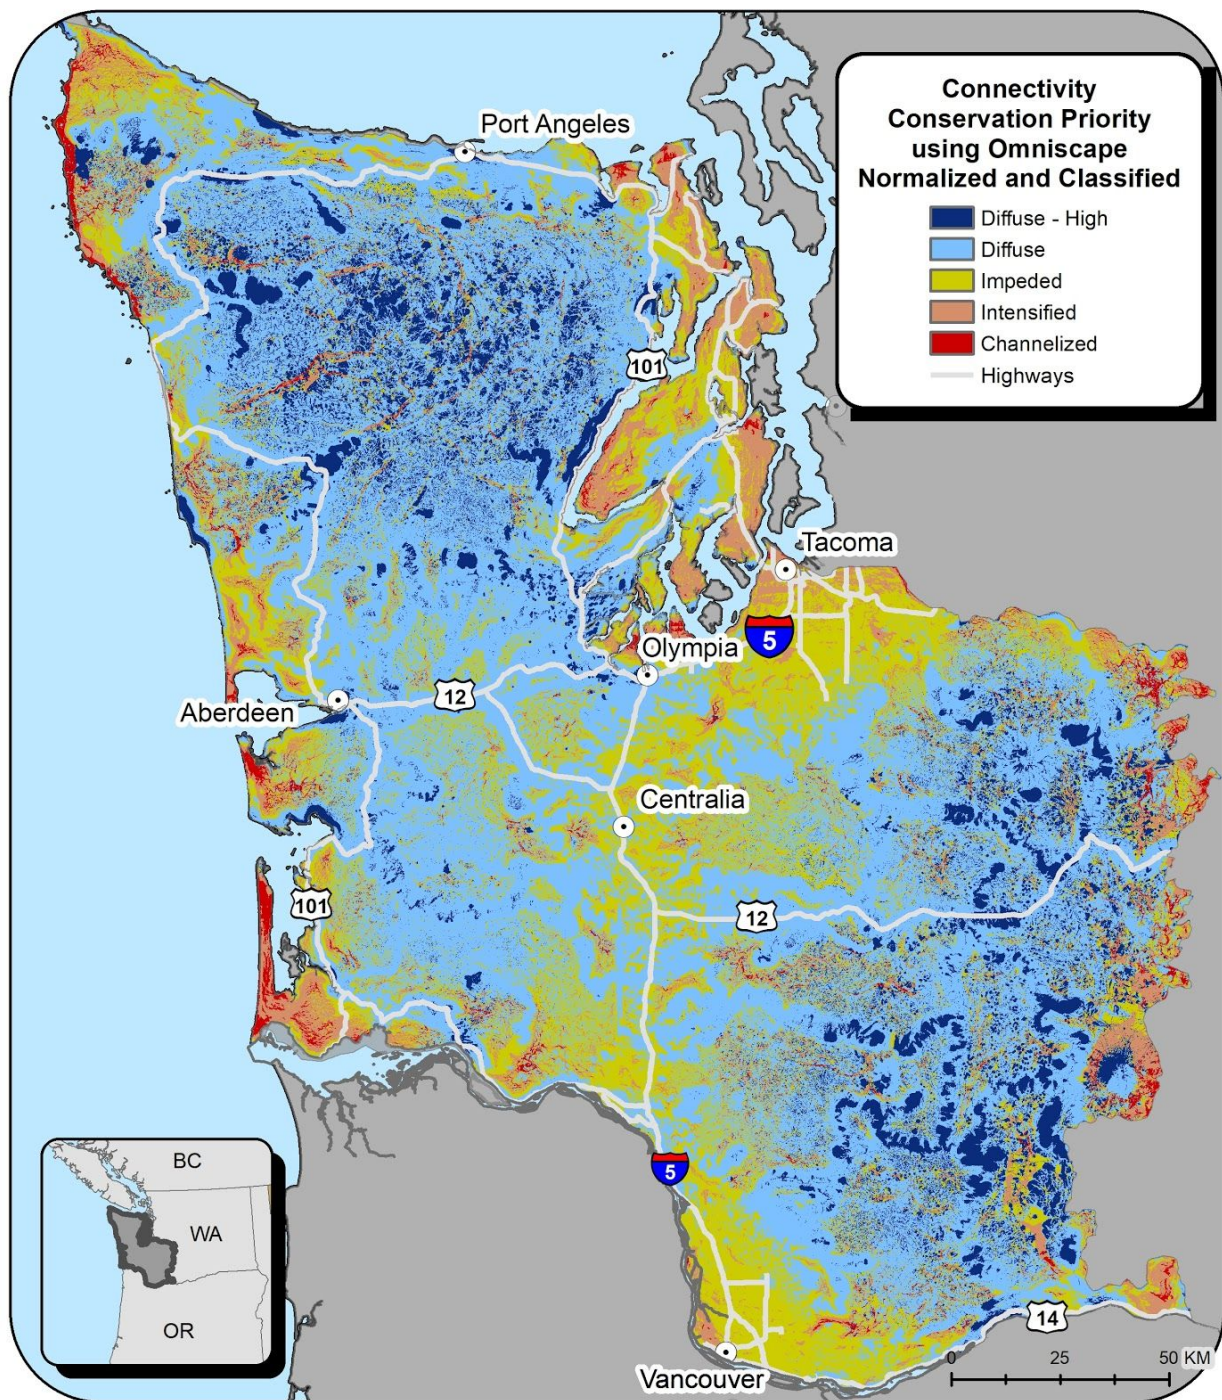 Connectivity
Conservation Priority
using Omniscape
Normalized and Classified
Diffuse - High
Diffuse
Impeded
Intensified
Channelized
Highways
Port Angeles
101
Tacoma
5
Olympia
12
Aberdeen
Centralia
101
12
5
14
Vancouver
0 25 50 KM
BC
WA
OR